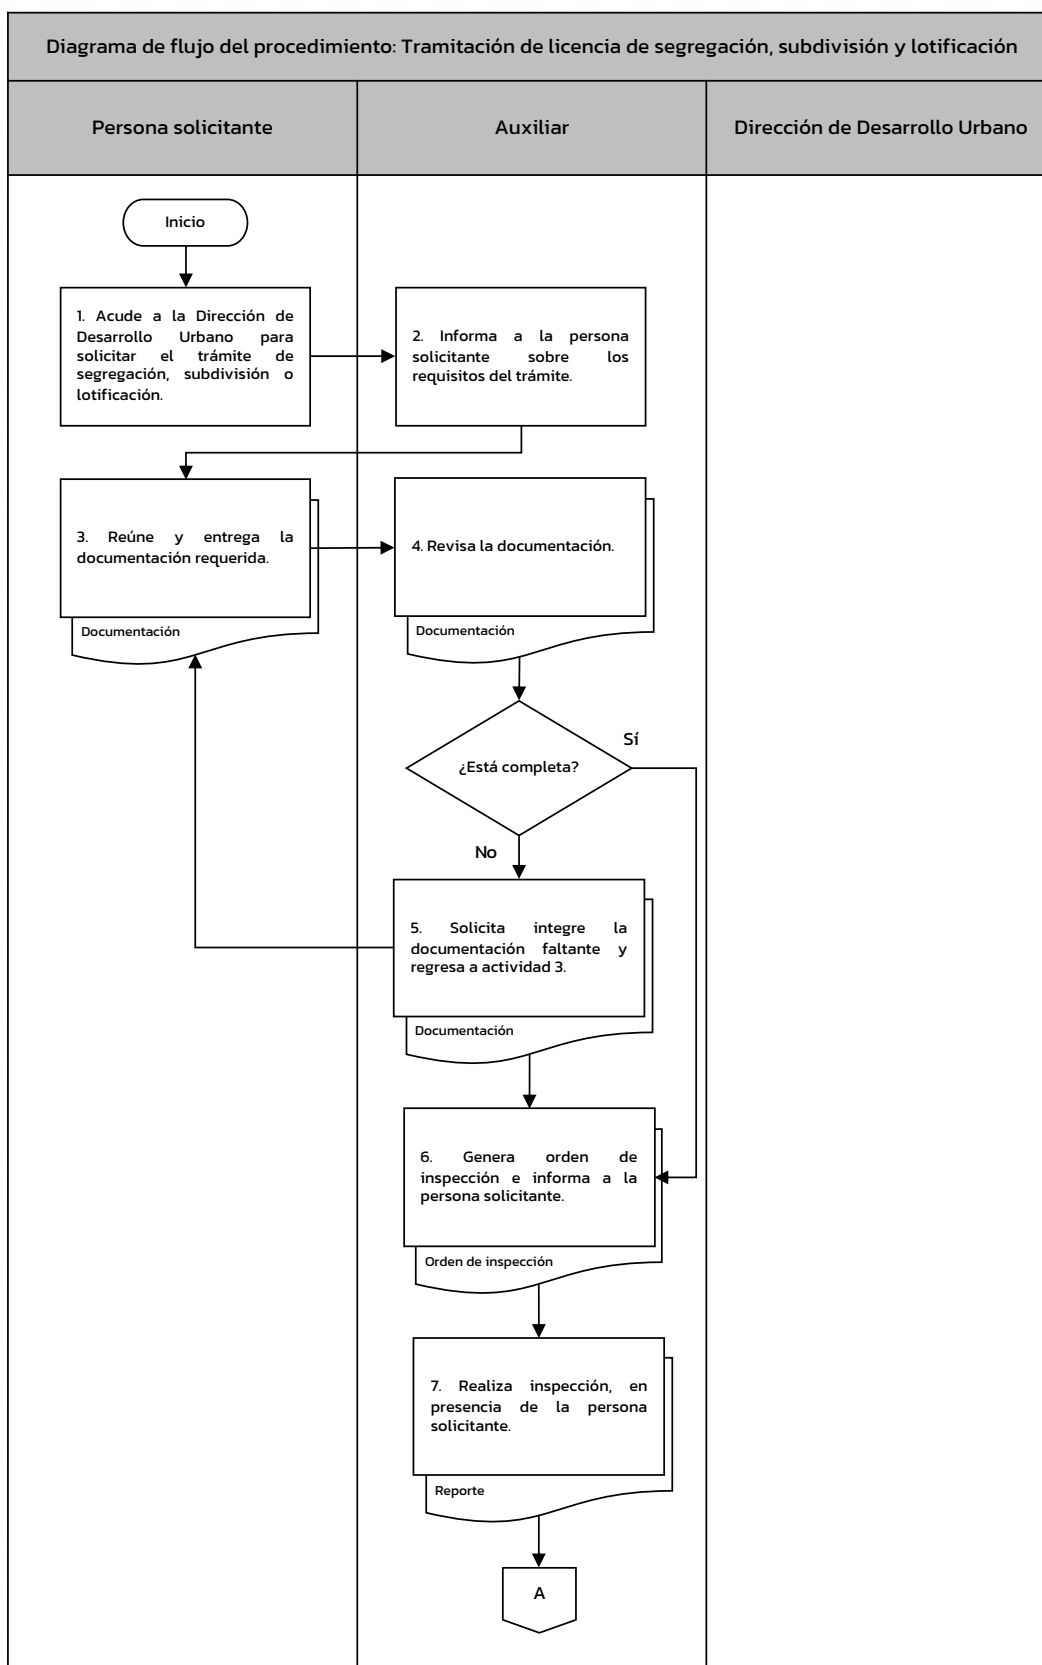 Diagrama de flujo del procedimiento: Tramitación de licencia de segregación, subdivisión y lotificación
Persona solicitante
Auxiliar
Dirección de Desarrollo Urbano
Inicio
1. Acude a la Dirección de
Desarrollo Urbano para
solicitar el trámite de
segregación, subdivisión o
lotificación.
2. Informa a la persona
solicitante sobre los
requisitos del trámite.
3. Reúne y entrega la
documentación requerida.
Documentación
4. Revisa la documentación.
Documentación
¿Está completa?
Sí
No
5. Solicita integre la
documentación faltante y
regresa a actividad 3.
Documentación
6. Genera orden de
inspección e informa a la
persona solicitante.
Orden de inspección
7. Realiza inspección, en
presencia de la persona
solicitante.
Reporte
A